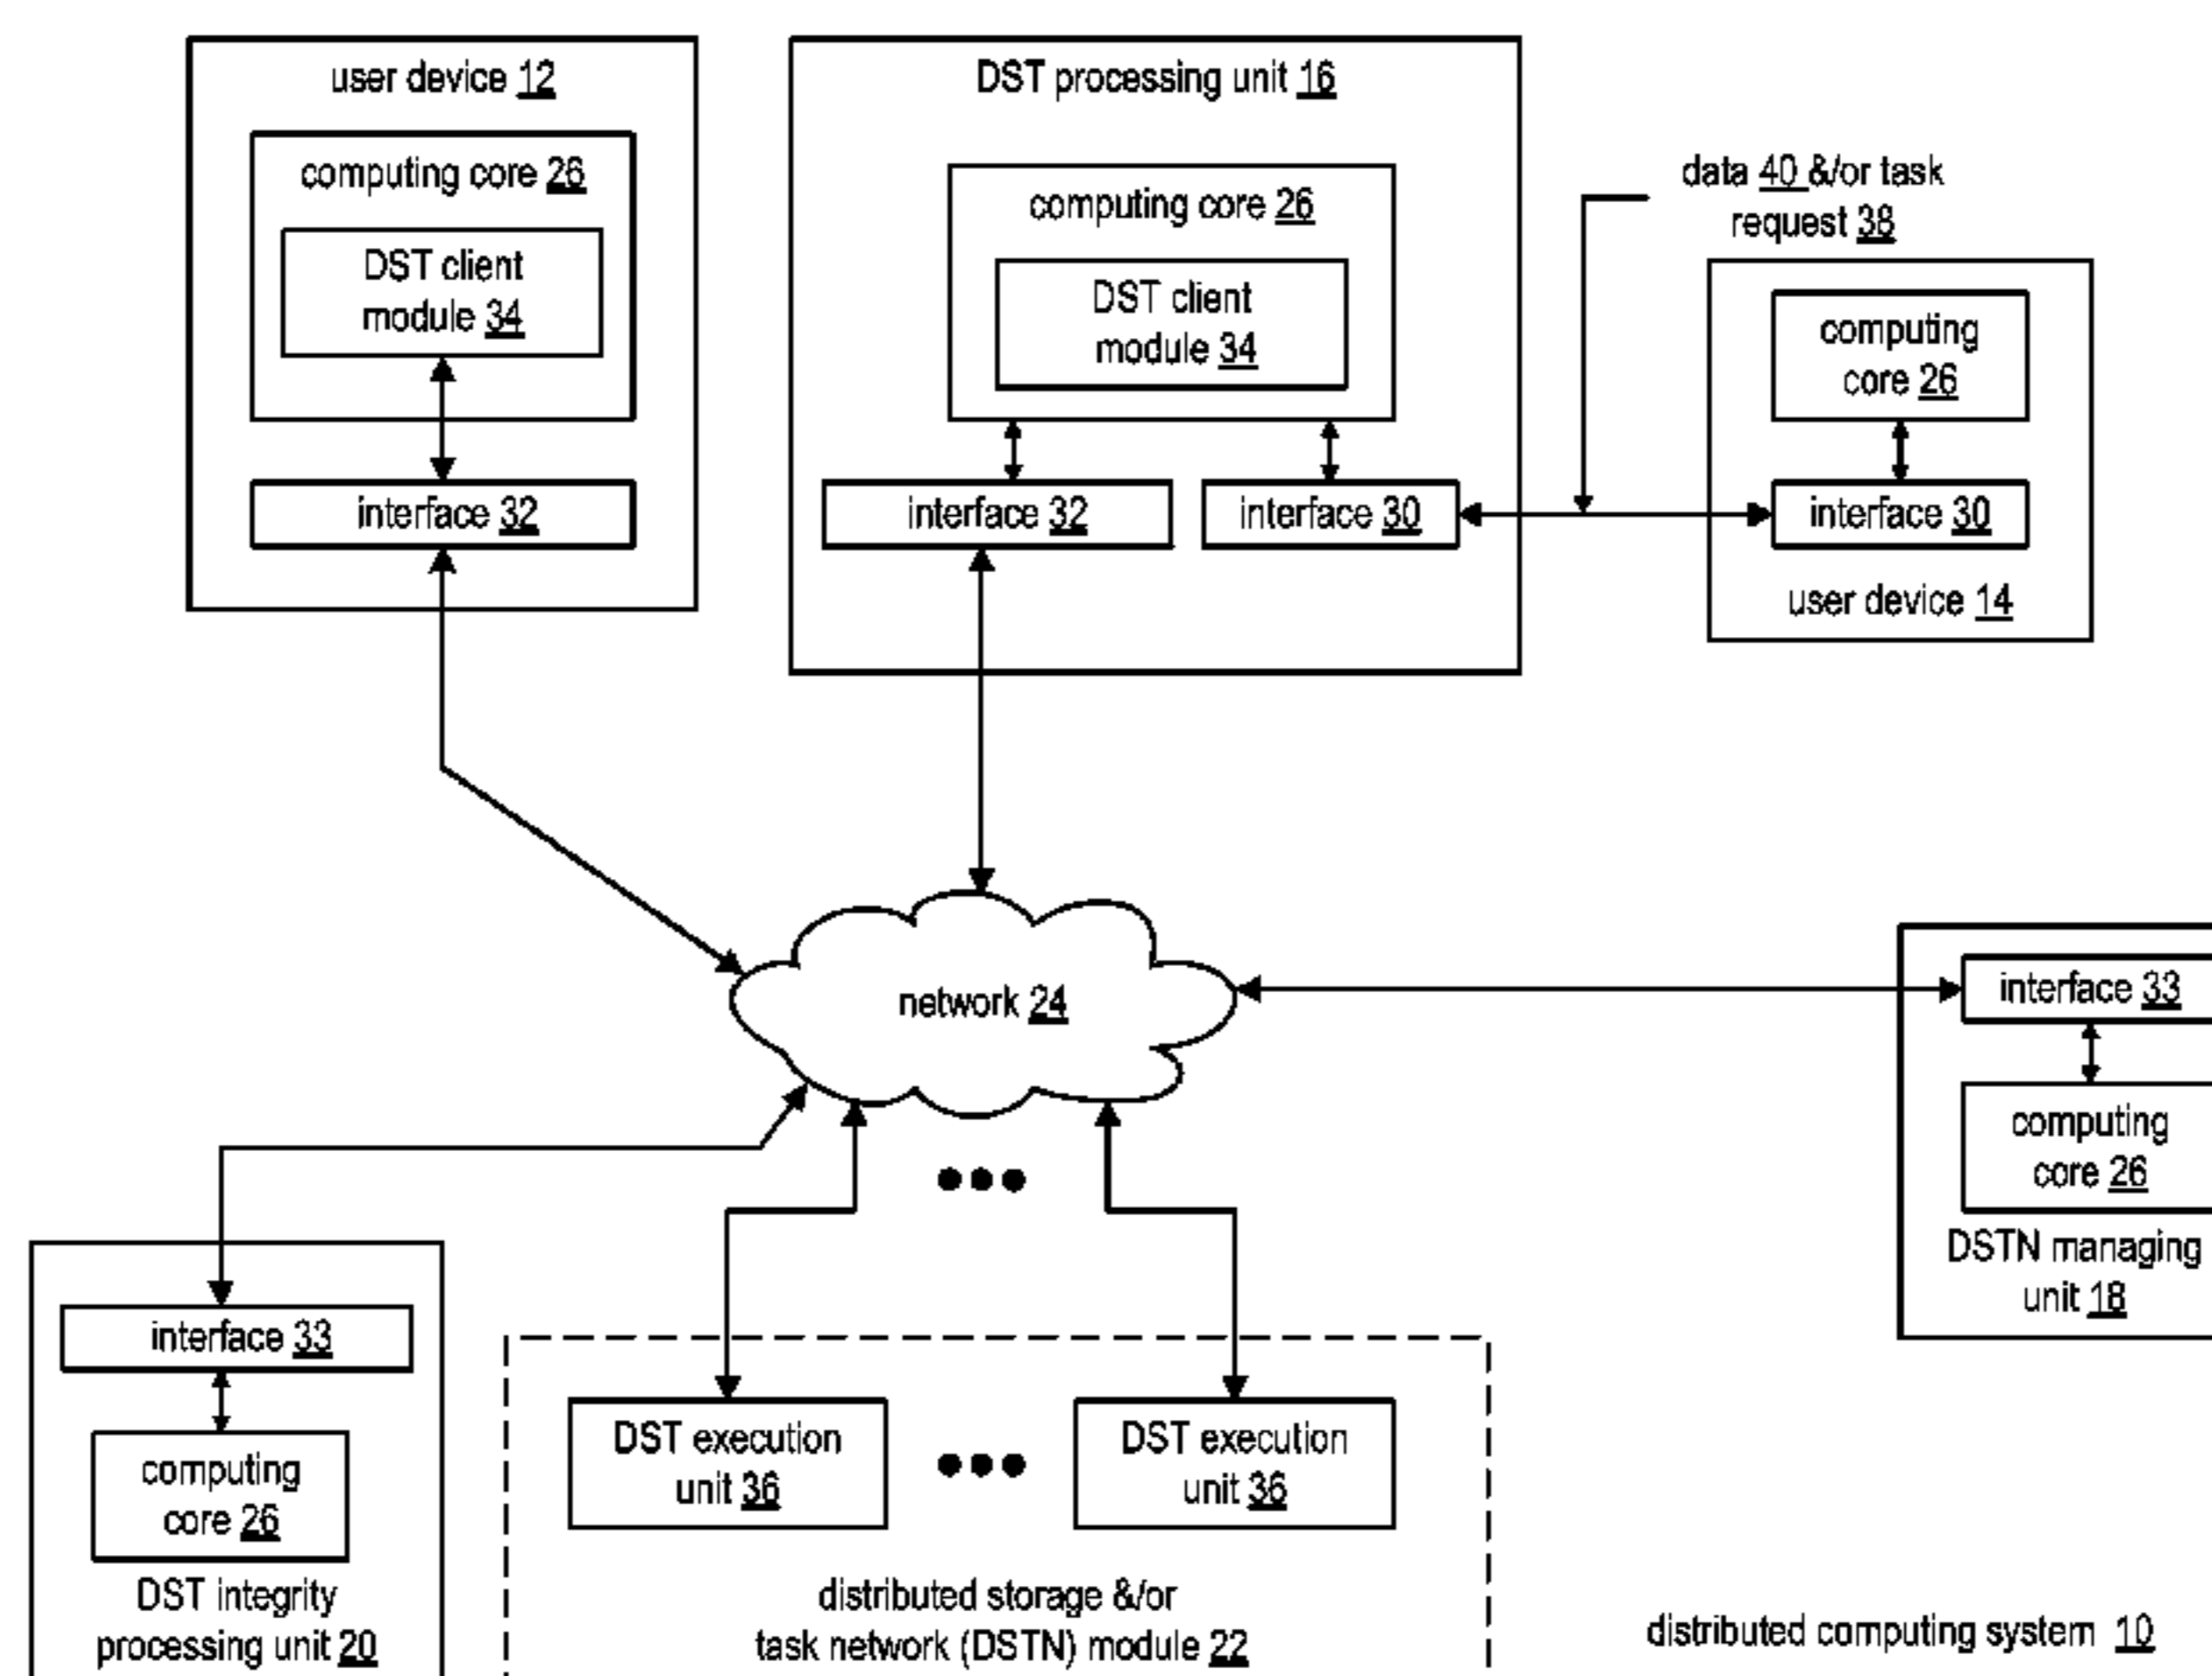 user device 12
computing core 26
DST client
module 34
interface 32
DST processing unit 16
computing core 26
DST client
module 34
interface 32
interface 30
data 40 &/or task
request 38
computing
core 26
interface 30
user device 14
network 24
interface 33
computing
core 26
DSTN managing
unit 18
interface 33
computing
core 26
DST integrity
processing unit 20
DST execution
unit 36
DST execution
unit 36
distributed storage &/or
task network (DSTN) module 22
distributed computing system 10